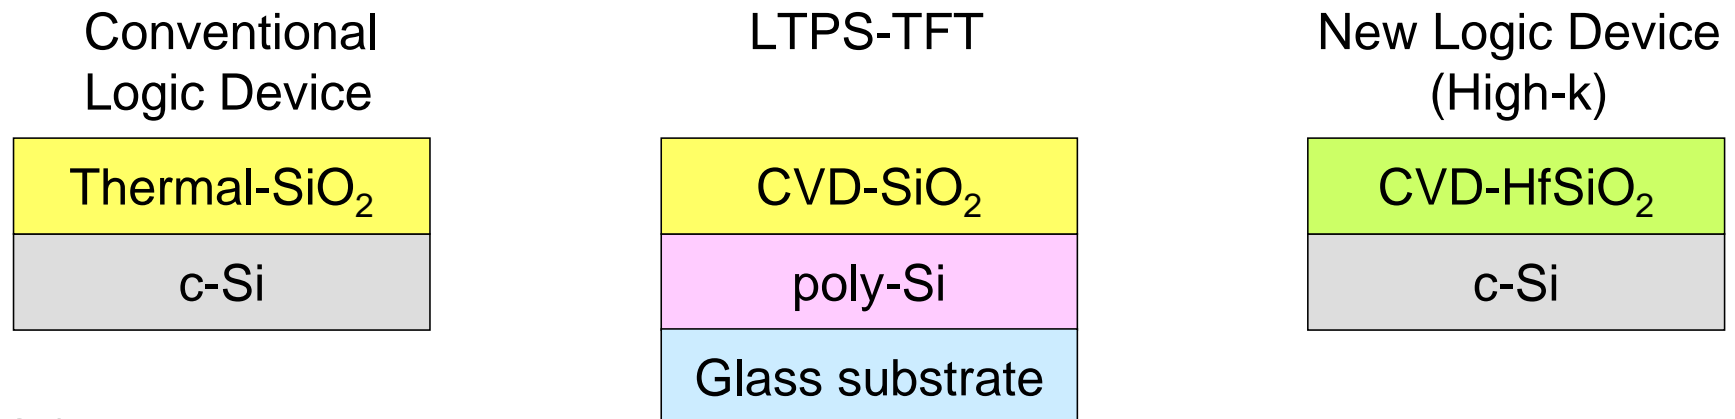 Conventional
Logic Device
Thermal-SiO₂
c-Si
LTPS-TFT
CVD-SiO₂
poly-Si
Glass substrate
New Logic Device
(High-k)
CVD-HfSiO₂
c-Si